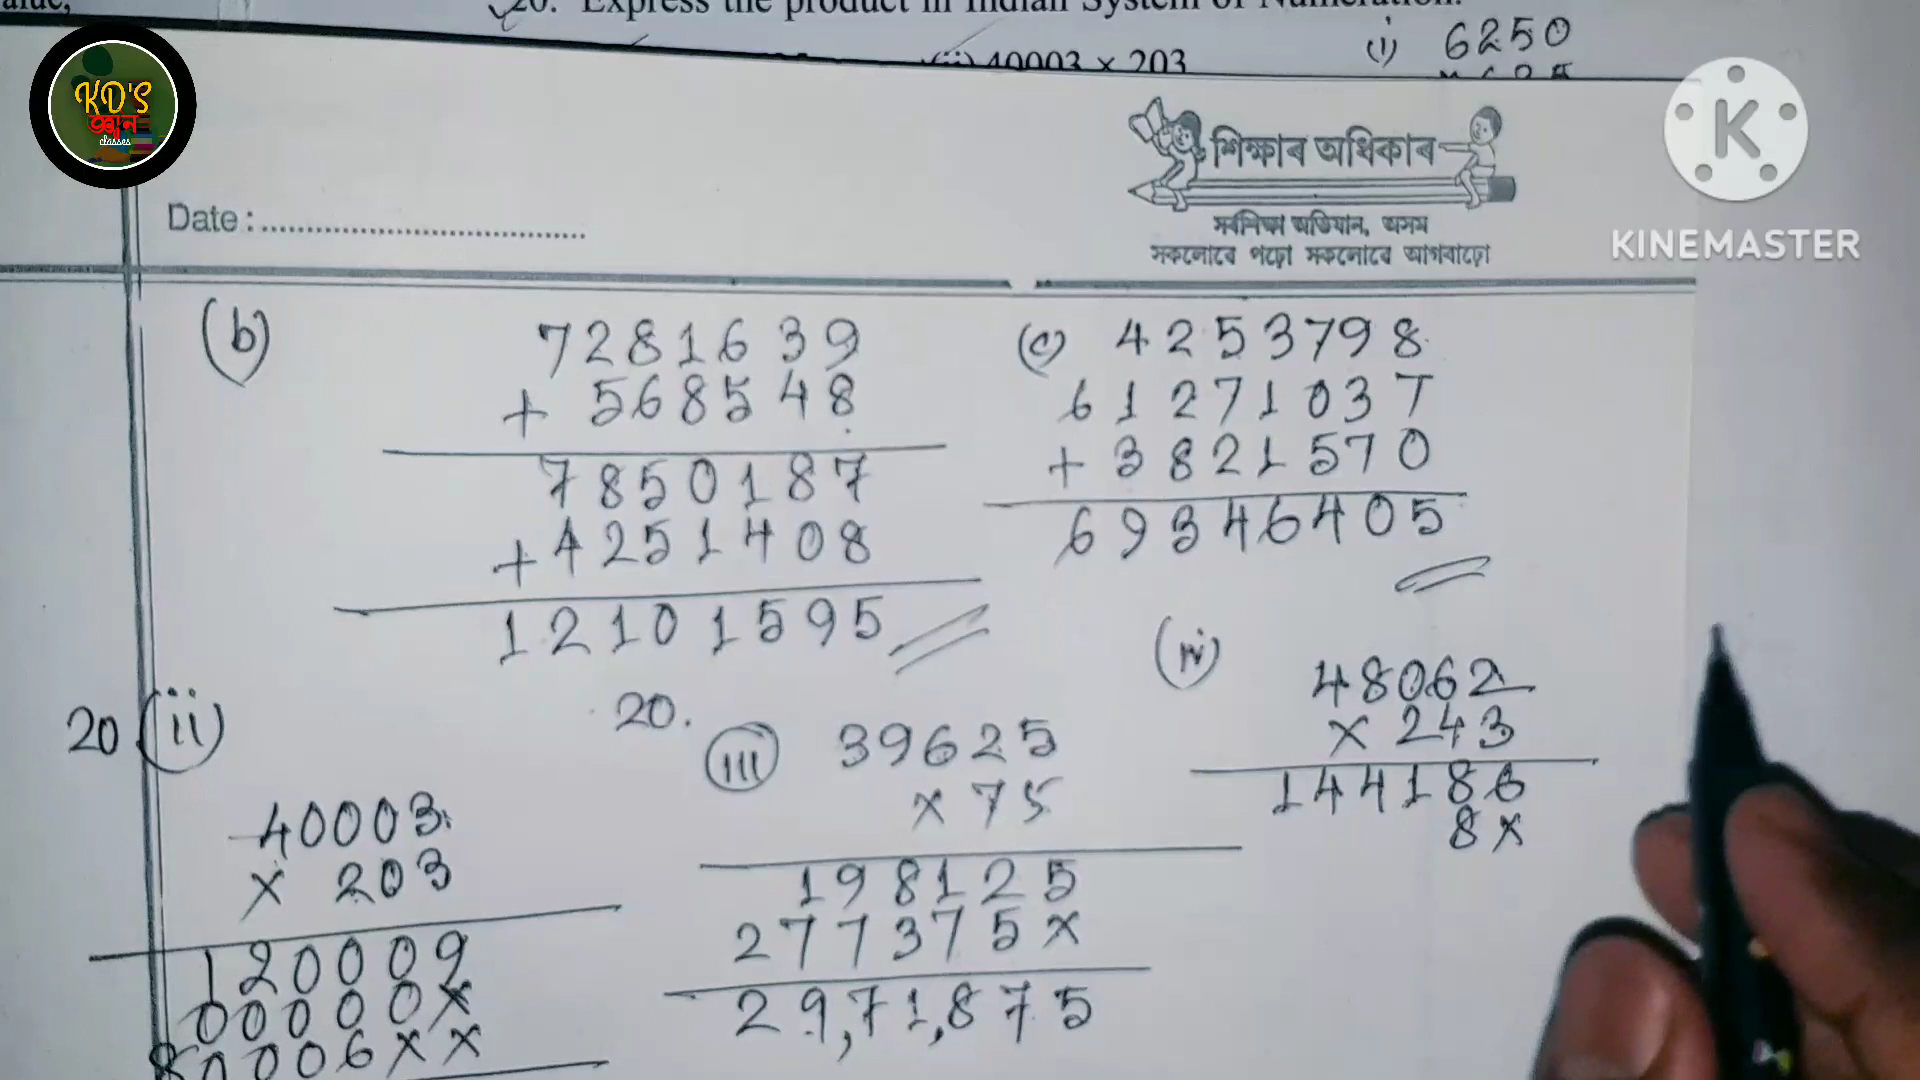 20. Express the product in Indian System of Numeration.
(ii) 40003 × 203
(i) 6250
KD'S
জ্ঞান
classes
শিক্ষাৰ অধিকাৰ
K
KINEMASTER
Date :
সৰ্বশিক্ষা অভিযান, অসম
সকলোৱে পঢ়ো সকলোৱে আগবাঢ়ো
(b)
7281639
+ 568548
7850187
+ 4251408
12101595
(c) 4253798
61271037
+ 3821570
69346405
20 (ii)
40003
× 203
120009
00000×
80006××
20.
(iii) 39625
× 75
198125
277375×
29,71,875
(iv)
48062
× 243
144186
8×